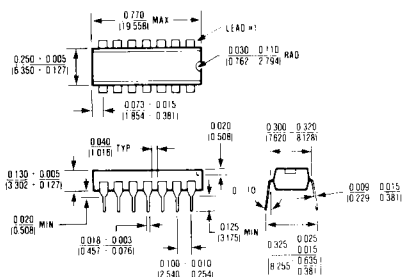 0.770 MAX
(19.558)
LEAD #1
0.250 - 0.005
(6.350 - 0.127)
0.030 - 0.110 RAD
(0.762 2.794)
0.073 - 0.015
(1.854 - 0.381)
0.040 TYP
(1.016)
0.020
(0.508)
0.300 - 0.320
(7.620 8.128)
0.130 - 0.005
(3.302 - 0.127)
0.009 - 0.015
(0.229 0.381)
0.020 MIN
(0.508)
0.125 MIN
(3.175)
0.018 - 0.003
(0.457 - 0.076)
0.100 - 0.010
(2.540 0.254)
0.325 0.025
0.015
8.255 0.635
0.381